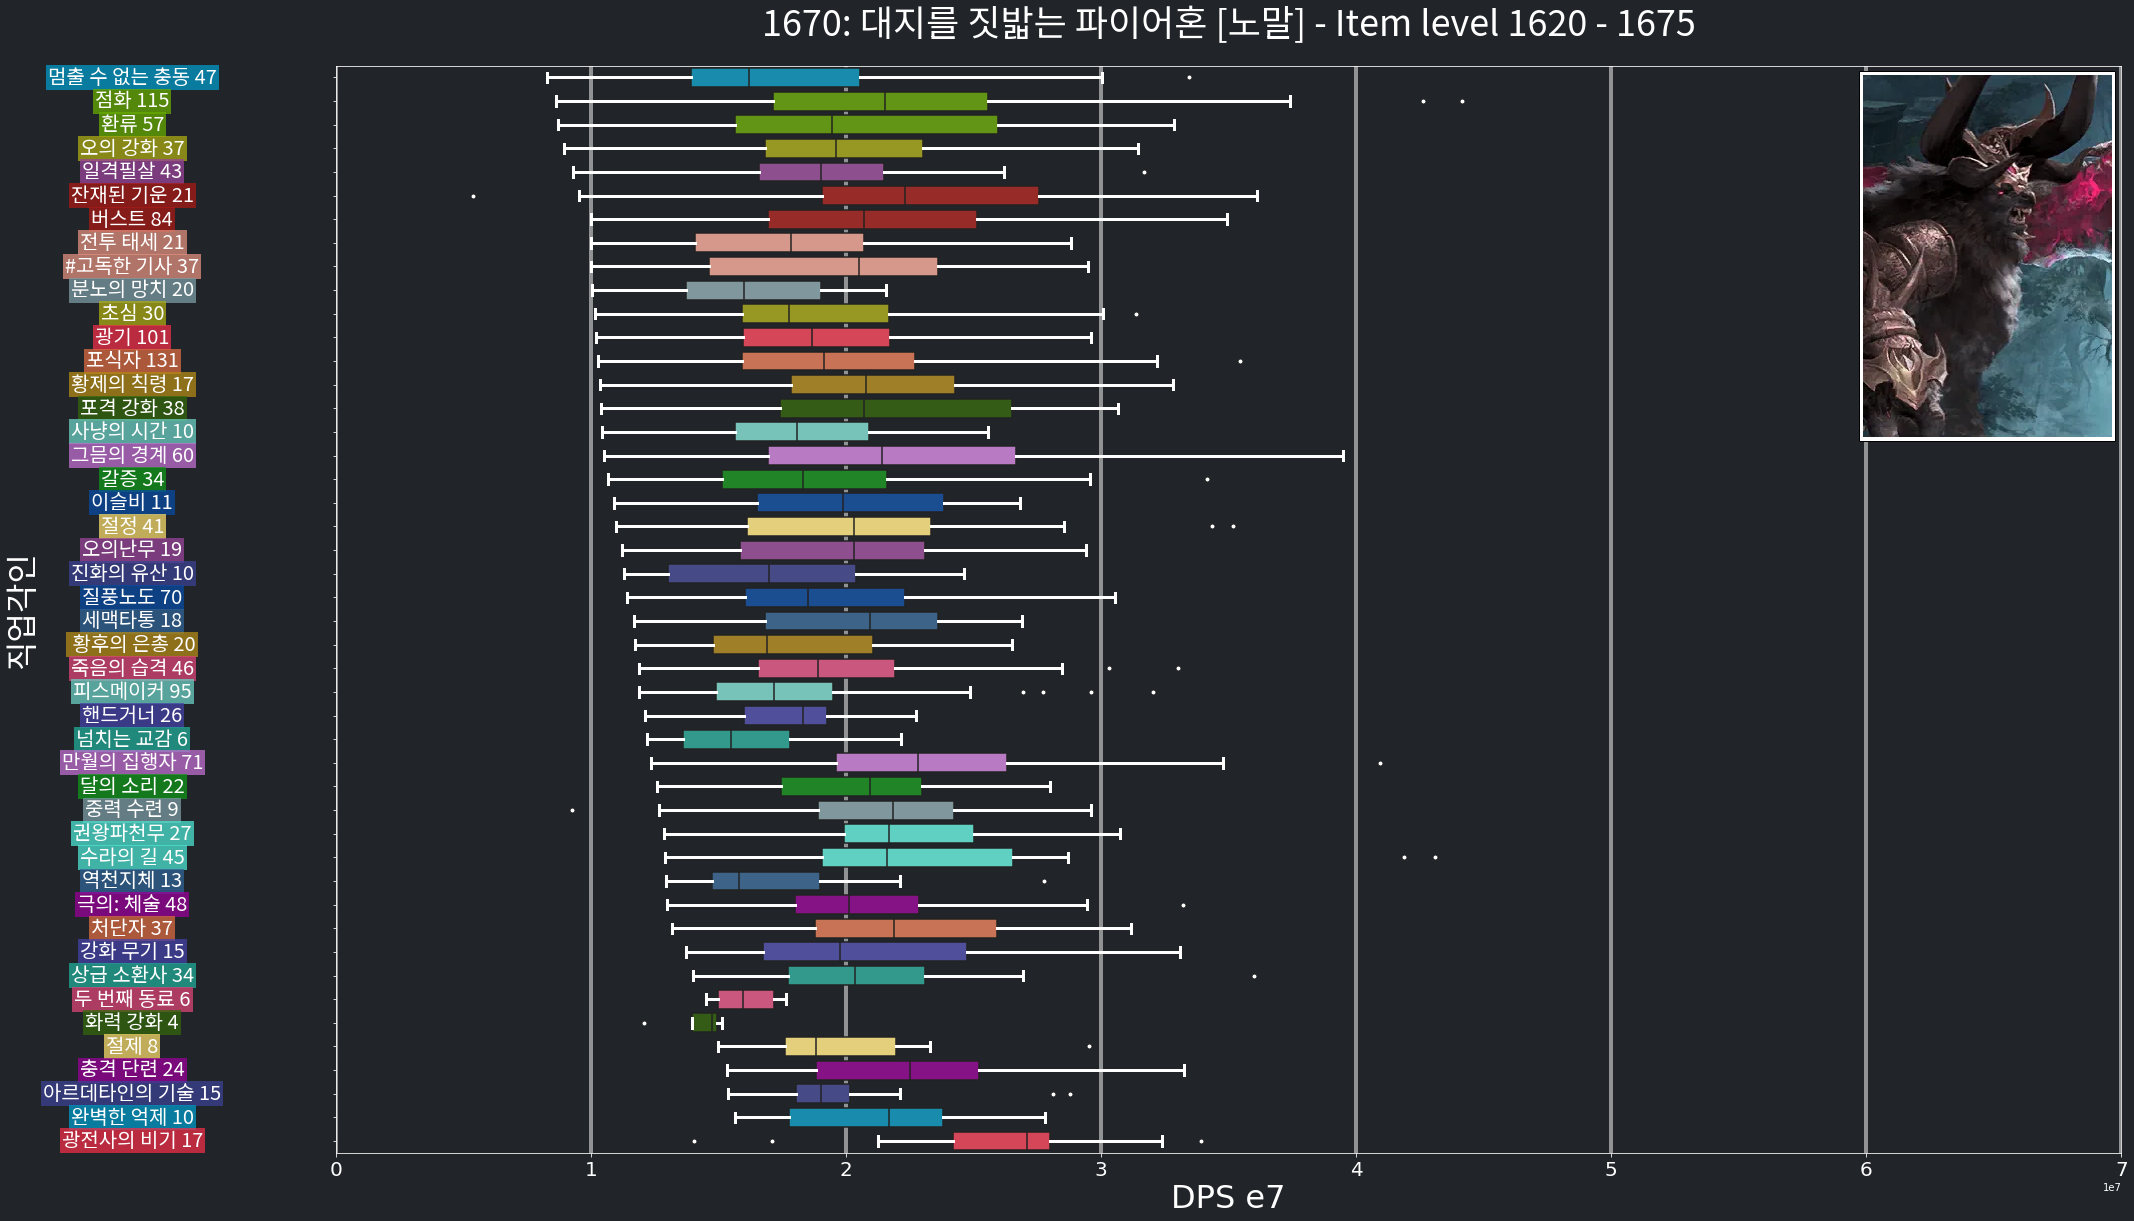 1670: 대지를 짓밟는 파이어혼 [노말] - Item level 1620 - 1675
직업각인
멈출 수 없는 충동 47
점화 115
환류 57
오의 강화 37
일격필살 43
잔재된 기운 21
버스트 84
전투 태세 21
#고독한 기사 37
분노의 망치 20
초심 30
광기 101
포식자 131
황제의 칙령 17
포격 강화 38
사냥의 시간 10
그믐의 경계 60
갈증 34
이슬비 11
절정 41
오의난무 19
진화의 유산 10
질풍노도 70
세맥타통 18
황후의 은총 20
죽음의 습격 46
피스메이커 95
핸드거너 26
넘치는 교감 6
만월의 집행자 71
달의 소리 22
중력 수련 9
권왕파천무 27
수라의 길 45
역천지체 13
극의: 체술 48
처단자 37
강화 무기 15
상급 소환사 34
두 번째 동료 6
화력 강화 4
절제 8
충격 단련 24
아르데타인의 기술 15
완벽한 억제 10
광전사의 비기 17
0 1 2 3 4 5 6 7
1e7
DPS e7